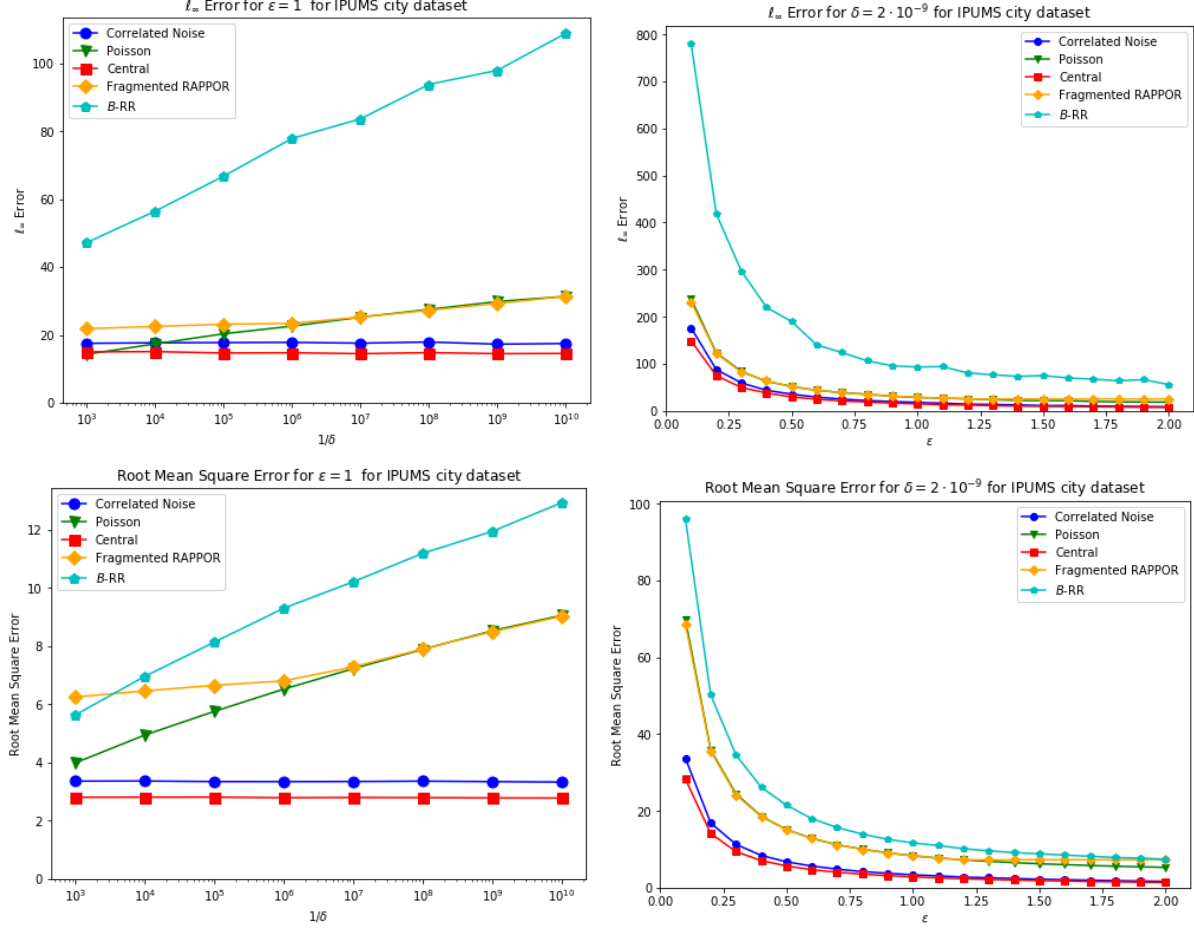 ℓ∞ Error for ε = 1 for IPUMS city dataset
Correlated Noise
Poisson
Central
Fragmented RAPPOR
B-RR
ℓ∞ Error
100
80
60
40
20
0
10³ 10⁴ 10⁵ 10⁶ 10⁷ 10⁸ 10⁹ 10¹⁰
1/δ
ℓ∞ Error for δ = 2 · 10⁻⁹ for IPUMS city dataset
Correlated Noise
Poisson
Central
Fragmented RAPPOR
B-RR
ℓ∞ Error
800
700
600
500
400
300
200
100
0
0.00 0.25 0.50 0.75 1.00 1.25 1.50 1.75 2.00
ε
Root Mean Square Error for ε = 1 for IPUMS city dataset
Correlated Noise
Poisson
Central
Fragmented RAPPOR
B-RR
Root Mean Square Error
12
10
8
6
4
2
0
10³ 10⁴ 10⁵ 10⁶ 10⁷ 10⁸ 10⁹ 10¹⁰
1/δ
Root Mean Square Error for δ = 2 · 10⁻⁹ for IPUMS city dataset
Correlated Noise
Poisson
Central
Fragmented RAPPOR
B-RR
Root Mean Square Error
100
80
60
40
20
0
0.00 0.25 0.50 0.75 1.00 1.25 1.50 1.75 2.00
ε